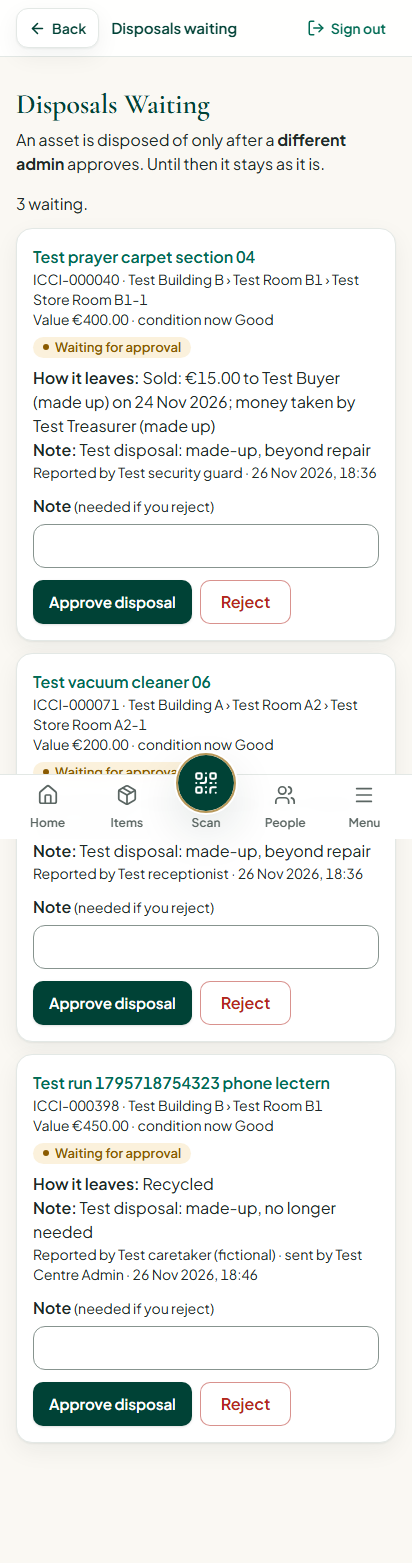 Back
Disposals waiting
Sign out
Disposals Waiting
An asset is disposed of only after a different
admin approves. Until then it stays as it is.
3 waiting.
Test prayer carpet section 04
ICCI-000040 · Test Building B › Test Room B1 › Test
Store Room B1-1
Value €400.00 · condition now Good
Waiting for approval
How it leaves: Sold: €15.00 to Test Buyer
(made up) on 24 Nov 2026; money taken by
Test Treasurer (made up)
Note: Test disposal: made-up, beyond repair
Reported by Test security guard · 26 Nov 2026, 18:36
Note (needed if you reject)
Approve disposal
Reject
Test vacuum cleaner 06
ICCI-000071 · Test Building A › Test Room A2 › Test
Store Room A2-1
Value €200.00 · condition now Good
Waiting for
Home
Items
Scan
People
Menu
Note: Test disposal: made-up, beyond repair
Reported by Test receptionist · 26 Nov 2026, 18:36
Note (needed if you reject)
Approve disposal
Reject
Test run 1795718754323 phone lectern
ICCI-000398 · Test Building B › Test Room B1
Value €450.00 · condition now Good
Waiting for approval
How it leaves: Recycled
Note: Test disposal: made-up, no longer
needed
Reported by Test caretaker (fictional) · sent by Test
Centre Admin · 26 Nov 2026, 18:46
Note (needed if you reject)
Approve disposal
Reject